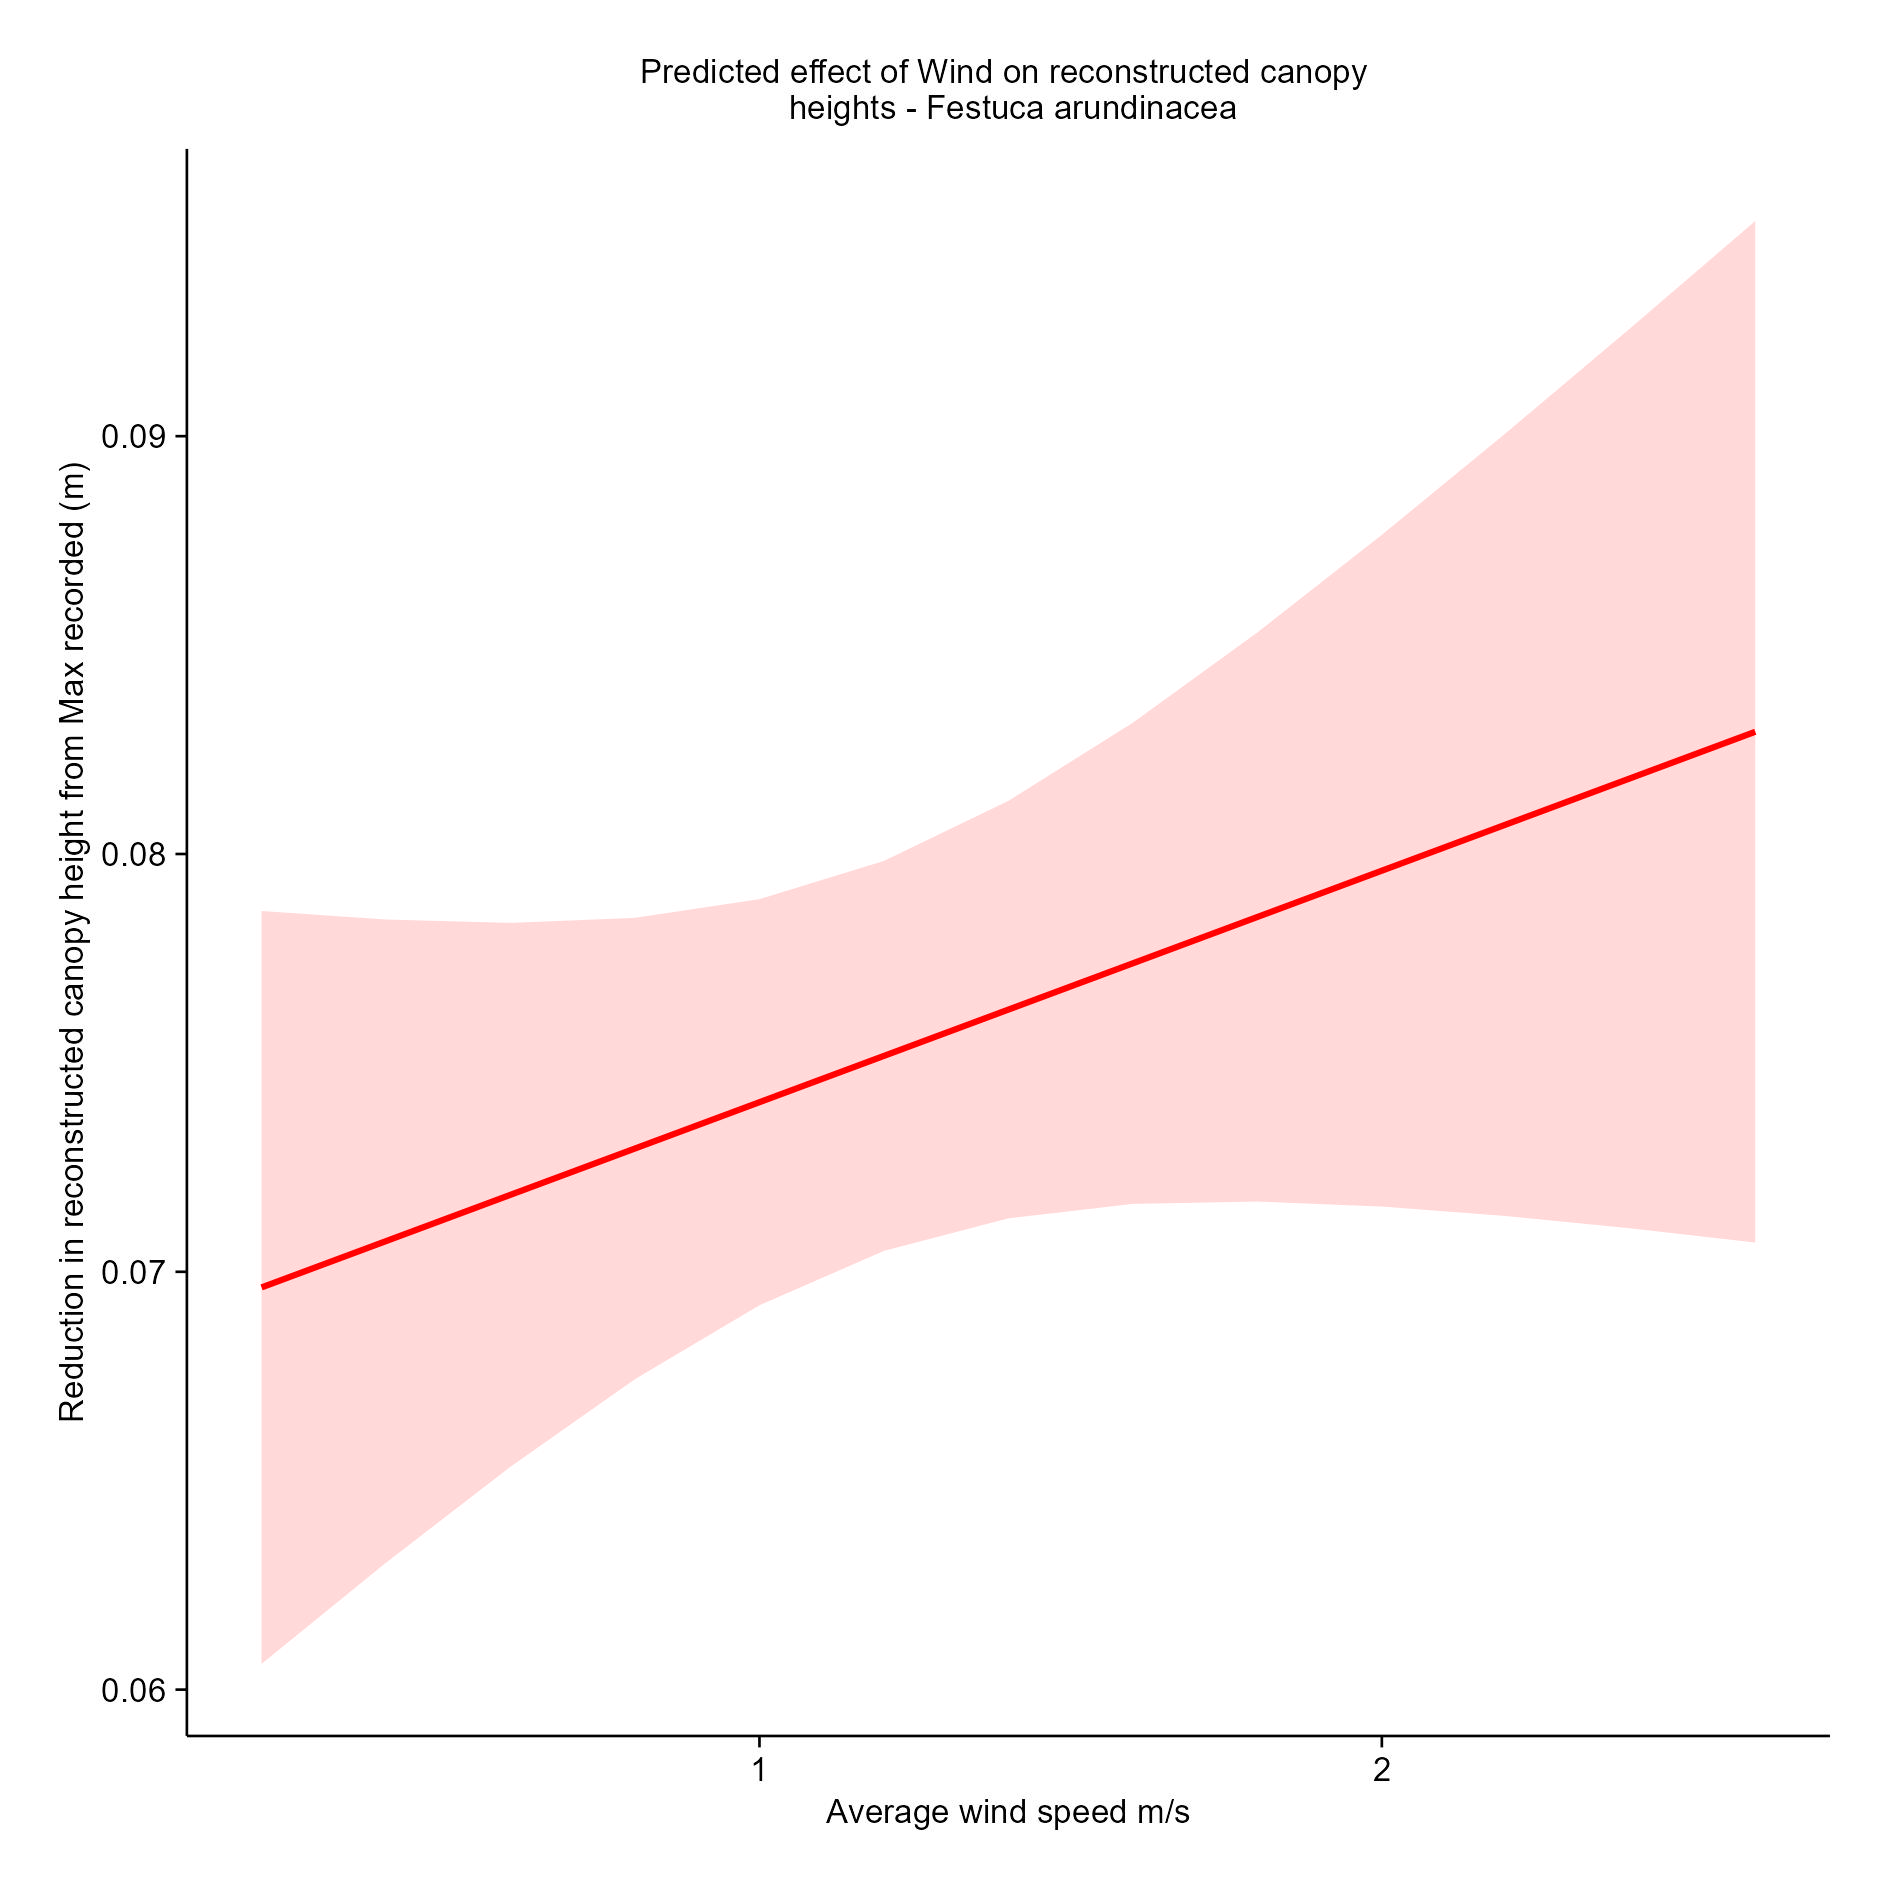 Predicted effect of Wind on reconstructed canopy
heights - Festuca arundinacea
Reduction in reconstructed canopy height from Max recorded (m)
0.09
0.08
0.07
0.06
1
2
Average wind speed m/s